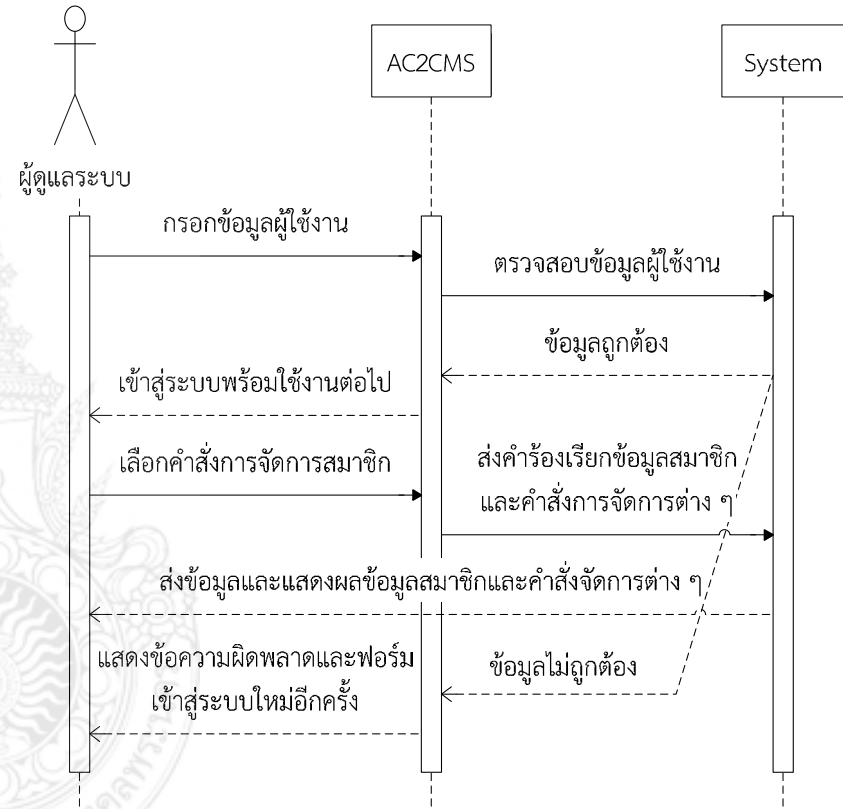 AC2CMS
System
ผู้ดูแลระบบ
กรอกข้อมูลผู้ใช้งาน
ตรวจสอบข้อมูลผู้ใช้งาน
ข้อมูลถูกต้อง
เข้าสู่ระบบพร้อมใช้งานต่อไป
เลือกคำสั่งการจัดการสมาชิก
ส่งคำร้องเรียกข้อมูลสมาชิก
และคำสั่งการจัดการต่าง ๆ
ส่งข้อมูลและแสดงผลข้อมูลสมาชิกและคำสั่งจัดการต่าง ๆ
แสดงข้อความผิดพลาดและฟอร์ม
เข้าสู่ระบบใหม่อีกครั้ง
ข้อมูลไม่ถูกต้อง